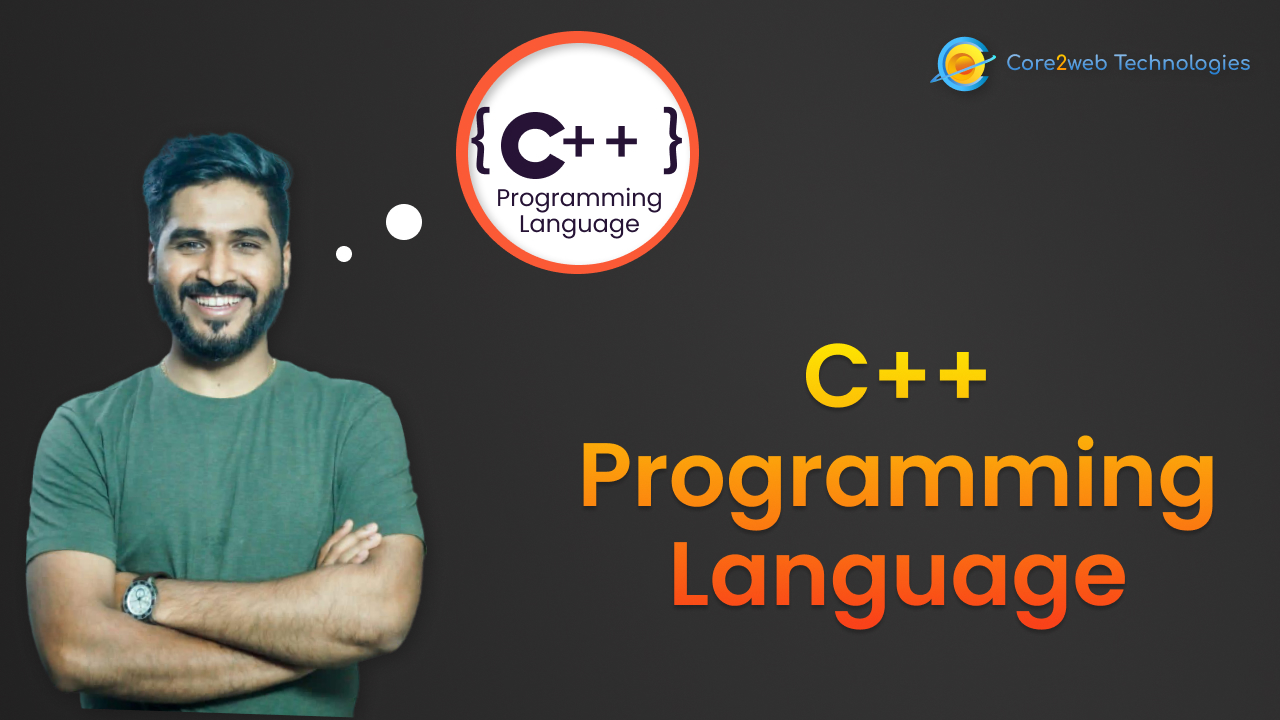 Core2web Technologies
{ C++ }
Programming
Language
C++
Programming
Language